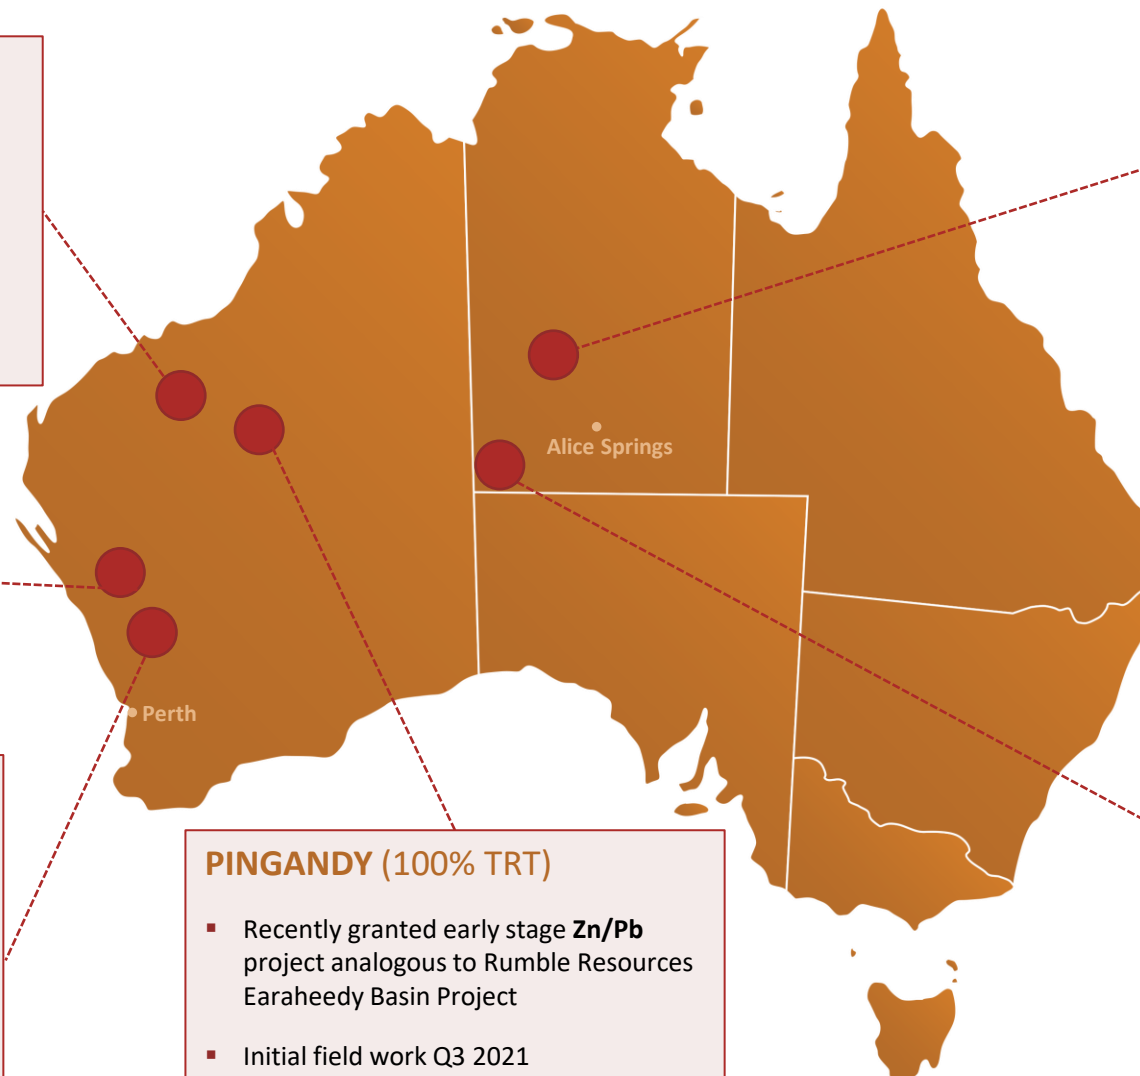 Alice Springs
Perth
PINGANDY (100% TRT)
▪ Recently granted early stage Zn/Pb
project analogous to Rumble Resources
Earaheedy Basin Project
▪ Initial field work Q3 2021